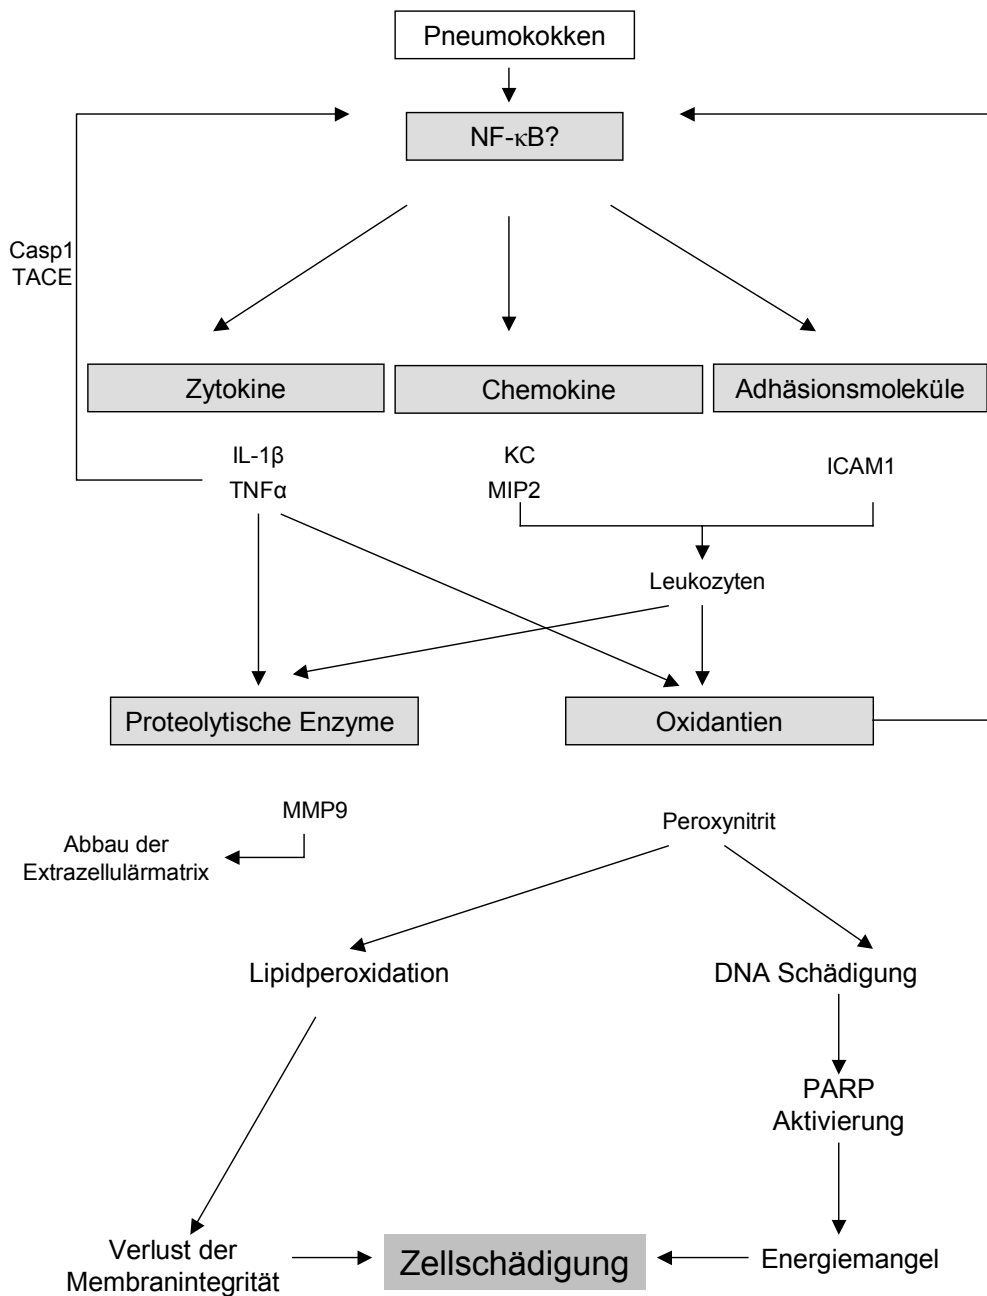 Pneumokokken
NF-κB?
Casp1
TACE
Zytokine
Chemokine
Adhäsionsmoleküle
IL-1β
TNFα
KC
MIP2
ICAM1
Leukozyten
Proteolytische Enzyme
Oxidantien
MMP9
Abbau der
Extrazellulärmatrix
Peroxynitrit
Lipidperoxidation
DNA Schädigung
PARP
Aktivierung
Verlust der
Membranintegrität
Zellschädigung
Energiemangel